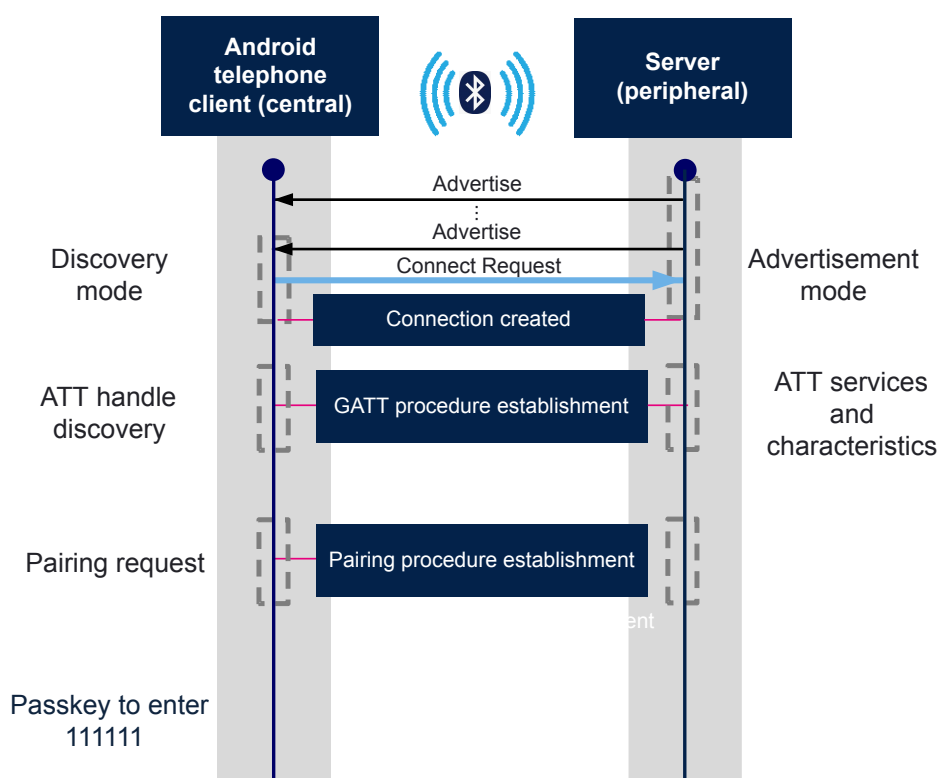 Android
telephone
client (central)
Server
(peripheral)
Advertise
Advertise
Discovery
mode
Connect Request
Advertisement
mode
Connection created
ATT handle
discovery
GATT procedure establishment
ATT services
and
characteristics
Pairing request
Pairing procedure establishment
ent
Passkey to enter
111111